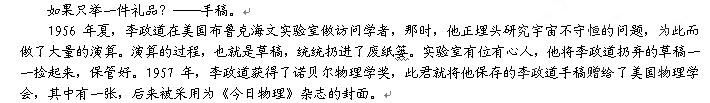 如果只举一件礼品？——手稿。
1956 年夏，李政道在美国布鲁克海文实验室做访问学者，那时，他正埋头研究宇宙不守恒的问题，为此而
做了大量的演算。演算的过程，也就是草稿，统统扔进了废纸篓。实验室有位有心人，他将李政道扔弃的草稿一
一捡起来，保管好。1957 年，李政道获得了诺贝尔物理学奖，此君就将他保存的李政道手稿赠给了美国物理学
会，其中有一张，后来被采用为《今日物理》杂志的封面。